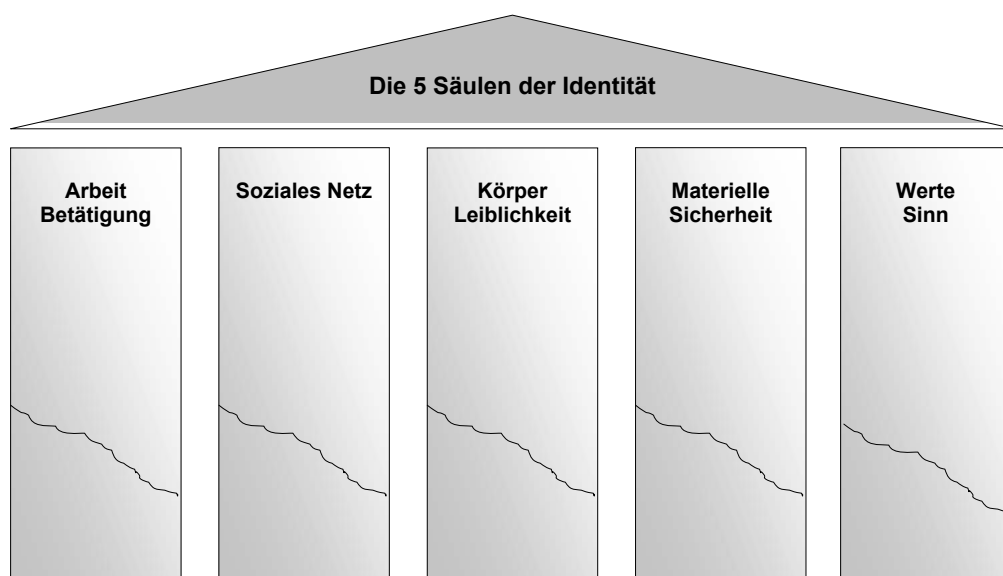 Die 5 Säulen der Identität
Arbeit
Betätigung
Soziales Netz
Körper
Leiblichkeit
Materielle
Sicherheit
Werte
Sinn